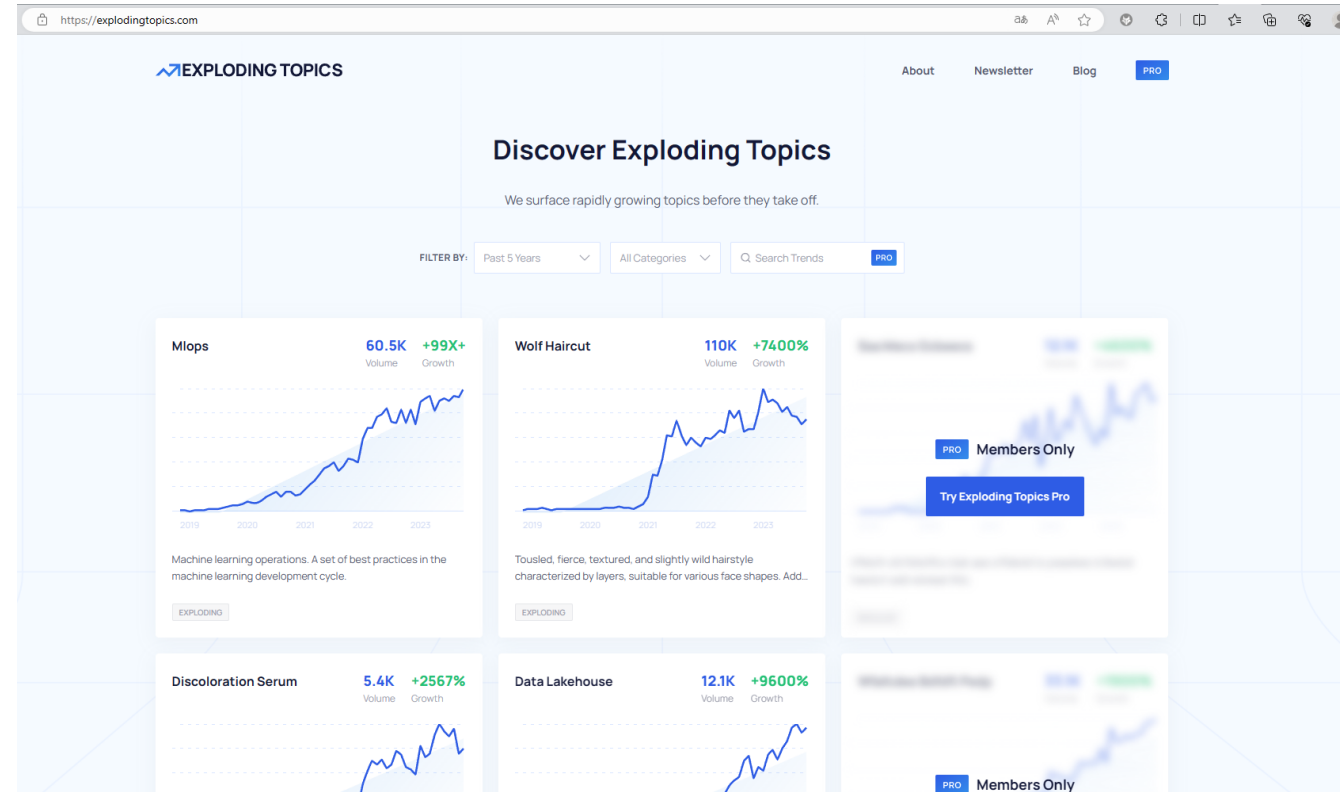 https://explodingtopics.com
EXPLODING TOPICS
About
Newsletter
Blog
PRO
Discover Exploding Topics
We surface rapidly growing topics before they take off.
FILTER BY:
Past 5 Years
All Categories
Search Trends
PRO
Mlops
60.5K
+99X+
Volume
Growth
2019 2020 2021 2022 2023
Machine learning operations. A set of best practices in the
machine learning development cycle.
EXPLODING
Wolf Haircut
110K
+7400%
Volume
Growth
2019 2020 2021 2022 2023
Tousled, fierce, textured, and slightly wild hairstyle
characterized by layers, suitable for various face shapes. Add...
EXPLODING
PRO Members Only
Try Exploding Topics Pro
Discoloration Serum
5.4K
+2567%
Volume
Growth
Data Lakehouse
12.1K
+9600%
Volume
Growth
PRO Members Only